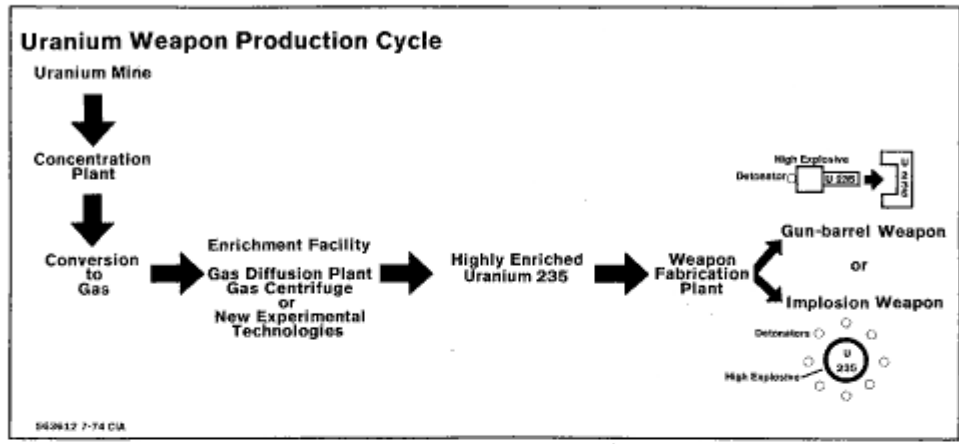 Uranium Weapon Production Cycle
Uranium Mine
Concentration
Plant
Conversion
to
Gas
Enrichment Facility
Gas Diffusion Plant
Gas Centrifuge
or
New Experimental
Technologies
Highly Enriched
Uranium 235
Weapon
Fabrication
Plant
High Explosive
Detonator
U 235
U 235
Gun-barrel Weapon
or
Implosion Weapon
Detonators
U
235
High Explosive
563612 7-74 CIA